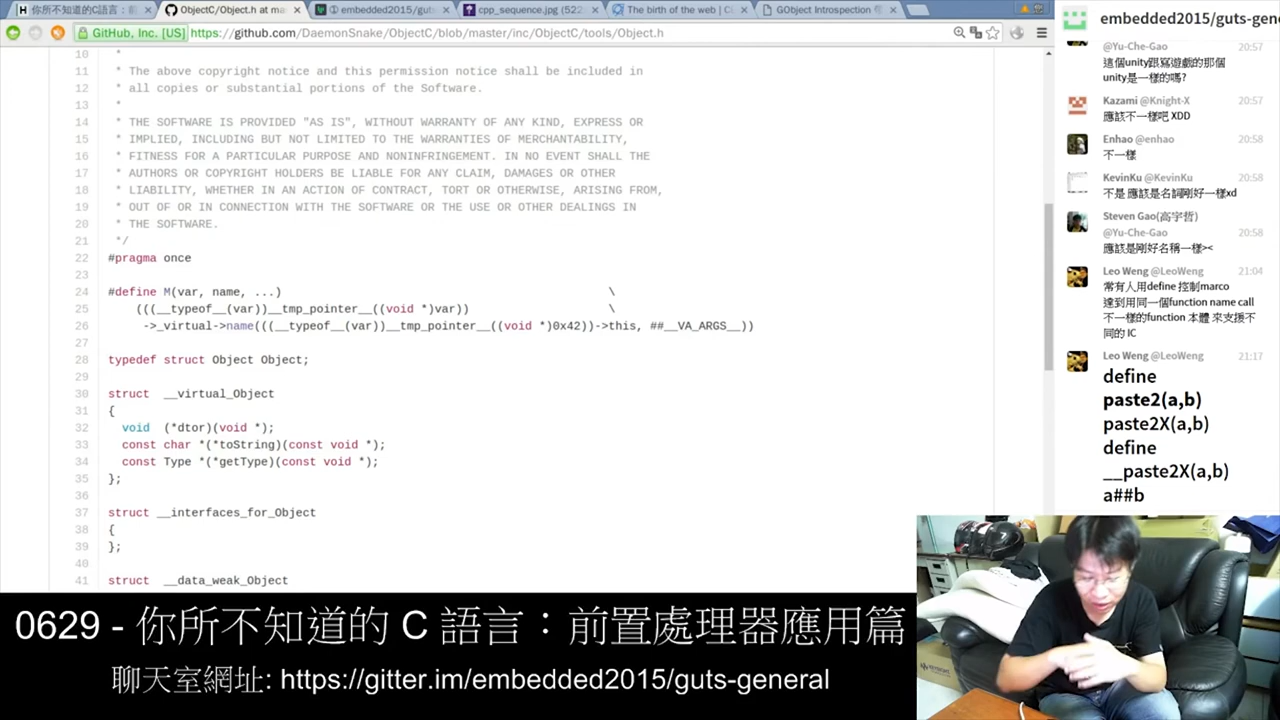 你所不知道的C語言:
ObjectC/Object.h at ma
① embedded2015/guts
cpp_sequence.jpg (522
The birth of the web | C
GObject Introspection
GitHub, Inc. [US] https://github.com/DaemonSnake/ObjectC/blob/master/inc/ObjectC/tools/Object.h
10 *
11 * The above copyright notice and this permission notice shall be included in
12 * all copies or substantial portions of the Software.
13 *
14 * THE SOFTWARE IS PROVIDED "AS IS", WITHOUT WARRANTY OF ANY KIND, EXPRESS OR
15 * IMPLIED, INCLUDING BUT NOT LIMITED TO THE WARRANTIES OF MERCHANTABILITY,
16 * FITNESS FOR A PARTICULAR PURPOSE AND NONINFRINGEMENT. IN NO EVENT SHALL THE
17 * AUTHORS OR COPYRIGHT HOLDERS BE LIABLE FOR ANY CLAIM, DAMAGES OR OTHER
18 * LIABILITY, WHETHER IN AN ACTION OF CONTRACT, TORT OR OTHERWISE, ARISING FROM,
19 * OUT OF OR IN CONNECTION WITH THE SOFTWARE OR THE USE OR OTHER DEALINGS IN
20 * THE SOFTWARE.
21 */
22 #pragma once
23
24 #define M(var, name, ...) \
25 (((__typeof__(var))__tmp_pointer__((void *)var)) \
26 ->_virtual->name(((__typeof__(var))__tmp_pointer__((void *)0x42))->this, ##__VA_ARGS__))
27
28 typedef struct Object Object;
29
30 struct __virtual_Object
31 {
32 void (*dtor)(void *);
33 const char *(*toString)(const void *);
34 const Type *(*getType)(const void *);
35 };
36
37 struct __interfaces_for_Object
38 {
39 };
40
41 struct __data_weak_Object
embedded2015/guts-gene
@Yu-Che-Gao 20:57
這個unity跟寫遊戲的那個
unity是一樣的嗎?
Kazami @Knight-X 20:57
應該不一樣吧 XDD
Enhao @enhao 20:58
不一樣
KevinKu @KevinKu 20:58
不是 應該是名詞剛好一樣xd
Steven Gao(高宇哲)
@Yu-Che-Gao 20:58
應該是剛好名稱一樣><
Leo Weng @LeoWeng 21:04
常有人用define 控制marco
達到用同一個function name call
不一樣的function 本體 來支援不
同的 IC
Leo Weng @LeoWeng 21:17
define
paste2(a,b)
paste2X(a,b)
define
__paste2X(a,b)
a##b
0629 - 你所不知道的 C 語言：前置處理器應用篇
聊天室網址: https://gitter.im/embedded2015/guts-general